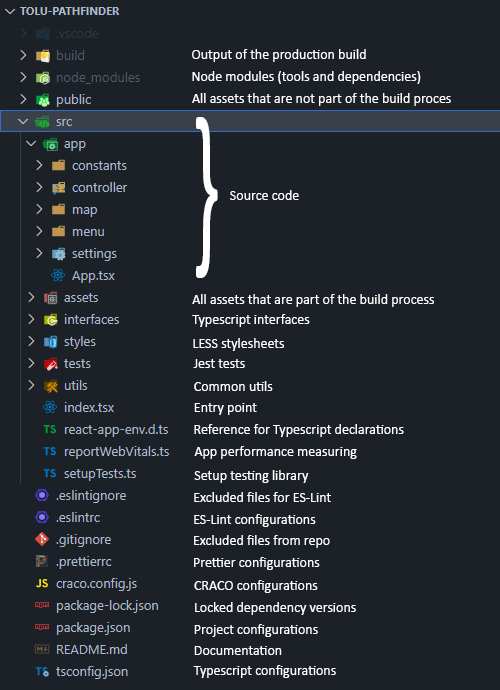 TOLU-PATHFINDER
.vscode
build Output of the production build
node_modules Node modules (tools and dependencies)
public All assets that are not part of the build proces
src
app
constants
controller Source code
map
menu
settings
App.tsx
assets All assets that are part of the build process
interfaces Typescript interfaces
styles LESS stylesheets
tests Jest tests
utils Common utils
index.tsx Entry point
TS react-app-env.d.ts Reference for Typescript declarations
TS reportWebVitals.ts App performance measuring
TS setupTests.ts Setup testing library
.eslintignore Excluded files for ES-Lint
.eslintrc ES-Lint configurations
.gitignore Excluded files from repo
.prettierrc Prettier configurations
JS craco.config.js CRACO configurations
package-lock.json Locked dependency versions
package.json Project configurations
README.md Documentation
TS tsconfig.json Typescript configurations